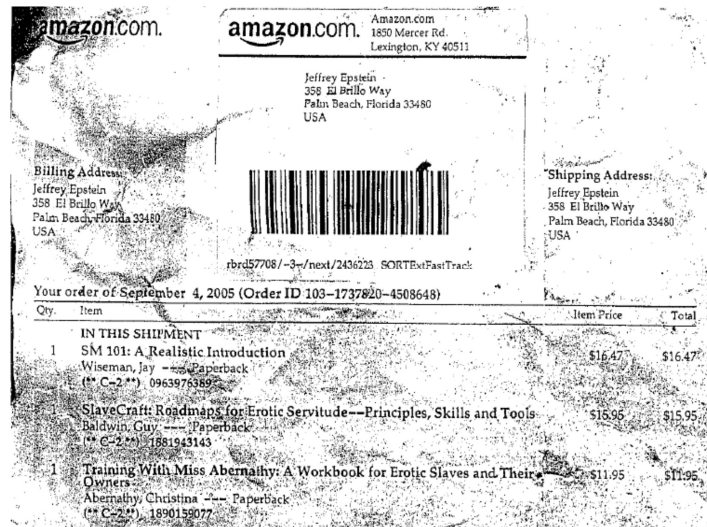 amazon.com.
amazon.com.
Amazon.com
1850 Mercer Rd.
Lexington, KY 40511
Jeffrey Epstein
358 El Brillo Way
Palm Beach, Florida 33480
USA
Billing Address:
Jeffrey Epstein
358 El Brillo Way
Palm Beach, Florida 33480
USA
Shipping Address:
Jeffrey Epstein
358 El Brillo Way
Palm Beach, Florida 33480
USA
rbrd57708/-3-/next/2436223 SORTExtFastTrack
Your order of September 4, 2005 (Order ID 103-1737820-4508648)
Qty. Item Item Price Total
IN THIS SHIPMENT
1 SM 101: A Realistic Introduction $16.47 $16.47
Wiseman, Jay --- Paperback
(** C-2 **) 0963976389
1 SlaveCraft: Roadmaps for Erotic Servitude--Principles, Skills and Tools $15.95 $15.95
Baldwin, Guy --- Paperback
(** C-2 **) 1881943143
1 Training With Miss Abernathy: A Workbook for Erotic Slaves and Their $11.95 $11.95
Owners
Abernathy, Christina --- Paperback
(** C-2 **) 1890159077